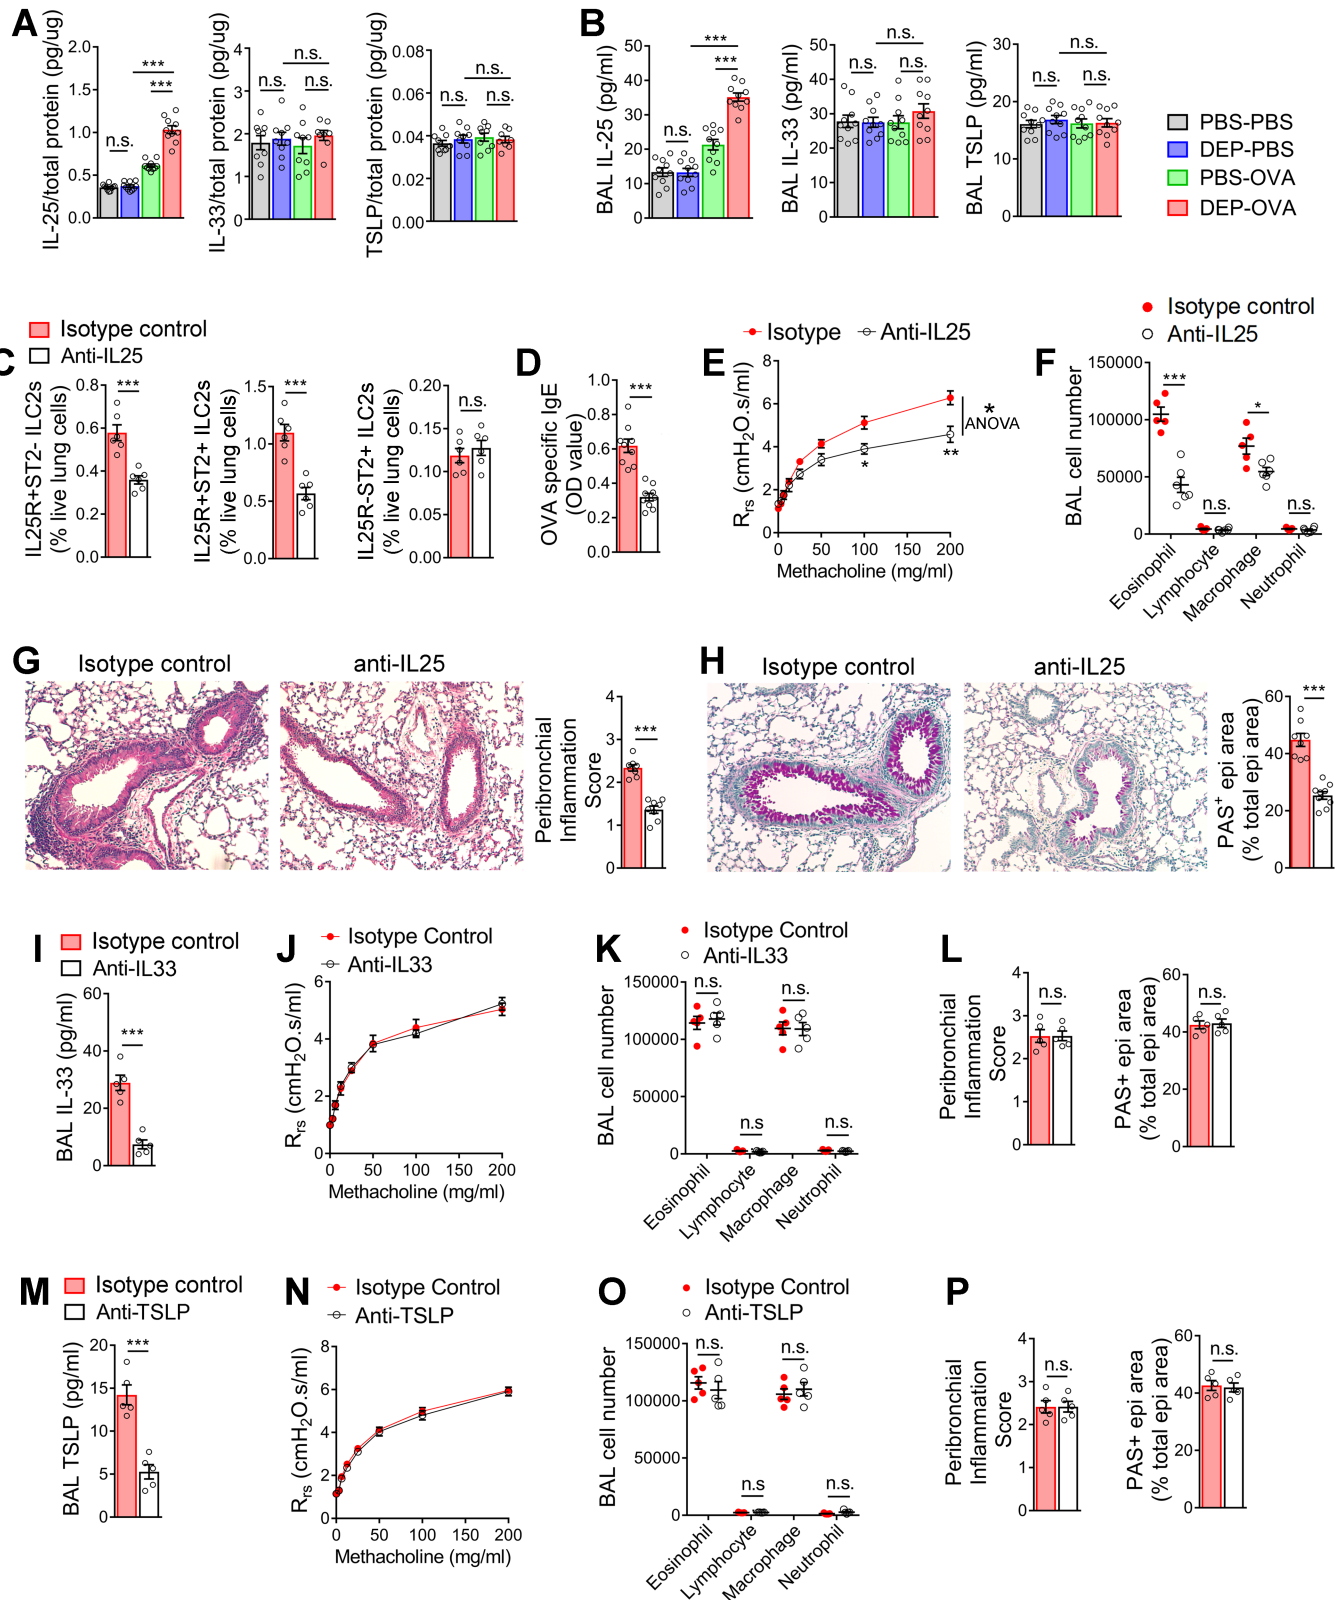 A
IL-25/total protein (pg/ug)
2.0
1.5
1.0
0.5
0.0
n.s.
***
***
IL-33/total protein (pg/ug)
4
3
2
1
0
n.s.
n.s.
n.s.
TSLP/total protein (pg/ug)
0.08
0.06
0.04
0.02
0.00
n.s.
n.s.
n.s.
B
BAL IL-25 (pg/ml)
50
40
30
20
10
0
***
***
n.s.
BAL IL-33 (pg/ml)
50
40
30
20
10
0
n.s.
n.s.
n.s.
BAL TSLP (pg/ml)
30
20
10
0
n.s.
n.s.
n.s.
PBS-PBS
DEP-PBS
PBS-OVA
DEP-OVA
C
Isotype control
Anti-IL25
IL25R+ST2- ILC2s
(% live lung cells)
0.8
0.6
0.4
0.2
0.0
***
IL25R+ST2+ ILC2s
(% live lung cells)
1.5
1.0
0.5
0.0
***
IL25R-ST2+ ILC2s
(% live lung cells)
0.20
0.15
0.10
0.05
0.00
n.s.
D
OVA specific IgE
(OD value)
1.0
0.8
0.6
0.4
0.2
0.0
***
E
Isotype
Anti-IL25
Rrs (cmH2O.s/ml)
8
6
4
2
0
*
ANOVA
*
**
0 50 100 150 200
Methacholine (mg/ml)
F
Isotype control
Anti-IL25
BAL cell number
150000
100000
50000
0
***
n.s.
*
n.s.
Eosinophil
Lymphocyte
Macrophage
Neutrophil
G
Isotype control
anti-IL25
Peribronchial
Inflammation
Score
4
3
2
1
0
***
H
Isotype control
anti-IL25
PAS+ epi area
(% total epi area)
60
40
20
0
***
I
Isotype control
Anti-IL33
BAL IL-33 (pg/ml)
60
40
20
0
***
J
Isotype Control
Anti-IL33
Rrs (cmH2O.s/ml)
6
4
2
0
0 50 100 150 200
Methacholine (mg/ml)
K
Isotype Control
Anti-IL33
BAL cell number
150000
100000
50000
0
n.s.
n.s
n.s.
n.s.
Eosinophil
Lymphocyte
Macrophage
Neutrophil
L
Peribronchial
Inflammation
Score
4
3
2
1
0
n.s.
PAS+ epi area
(% total epi area)
60
40
20
0
n.s.
M
Isotype control
Anti-TSLP
BAL TSLP (pg/ml)
20
15
10
5
0
***
N
Isotype Control
Anti-TSLP
Rrs (cmH2O.s/ml)
8
6
4
2
0
0 50 100 150 200
Methacholine (mg/ml)
O
Isotype Control
Anti-TSLP
BAL cell number
150000
100000
50000
0
n.s.
n.s
n.s.
n.s.
Eosinophil
Lymphocyte
Macrophage
Neutrophil
P
Peribronchial
Inflammation
Score
4
3
2
1
0
n.s.
PAS+ epi area
(% total epi area)
60
40
20
0
n.s.